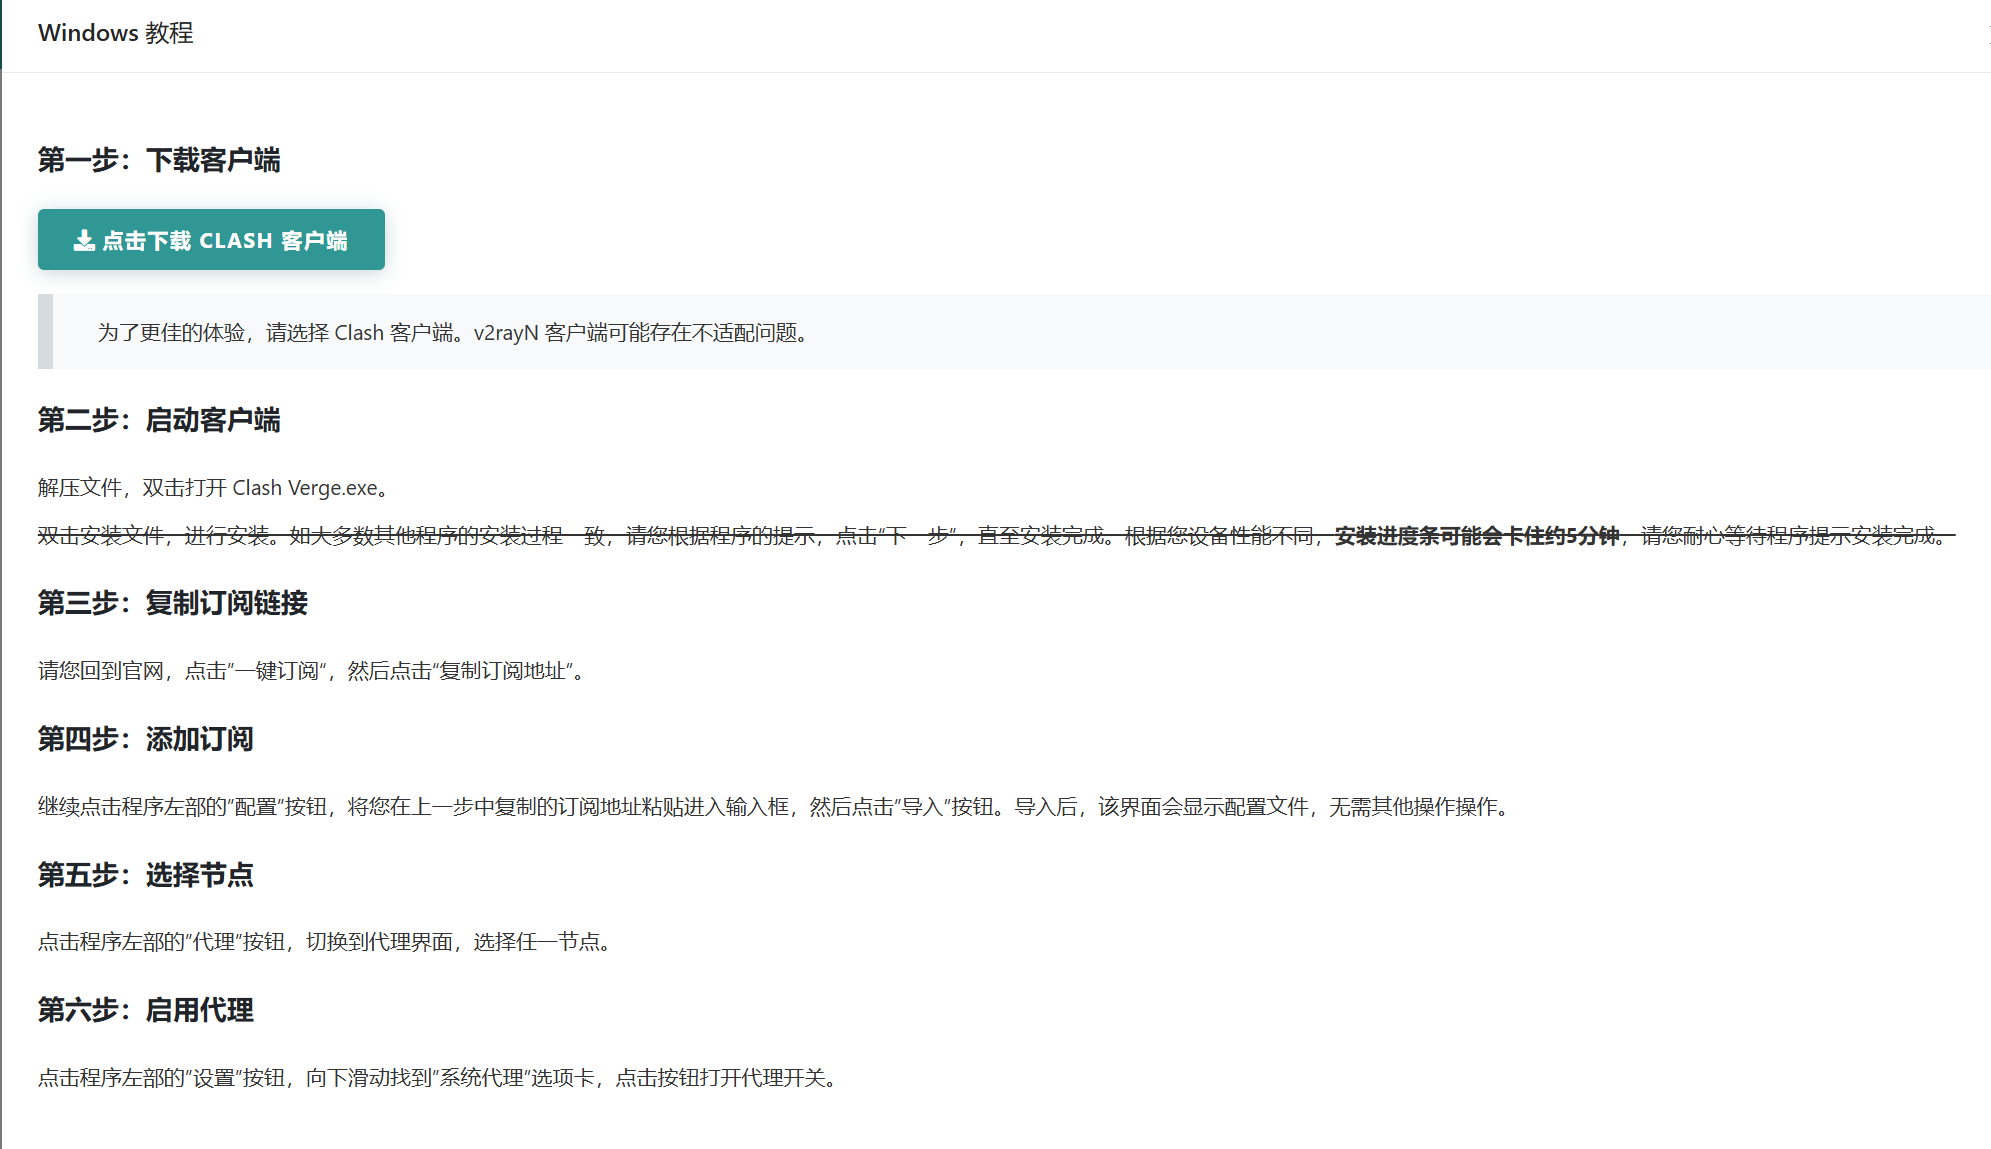 Windows 教程
第一步：下载客户端
点击下载 CLASH 客户端
为了更佳的体验，请选择 Clash 客户端。v2rayN 客户端可能存在不适配问题。
第二步：启动客户端
解压文件，双击打开 Clash Verge.exe。
双击安装文件，进行安装。如大多数其他程序的安装过程一致，请您根据程序的提示，点击“下一步”，直至安装完成。根据您设备性能不同，安装进度条可能会卡住约5分钟，请您耐心等待程序提示安装完成。
第三步：复制订阅链接
请您回到官网，点击”一键订阅“，然后点击“复制订阅地址”。
第四步：添加订阅
继续点击程序左部的”配置”按钮，将您在上一步中复制的订阅地址粘贴进入输入框，然后点击”导入”按钮。导入后，该界面会显示配置文件，无需其他操作操作。
第五步：选择节点
点击程序左部的”代理”按钮，切换到代理界面，选择任一节点。
第六步：启用代理
点击程序左部的”设置”按钮，向下滑动找到”系统代理”选项卡，点击按钮打开代理开关。